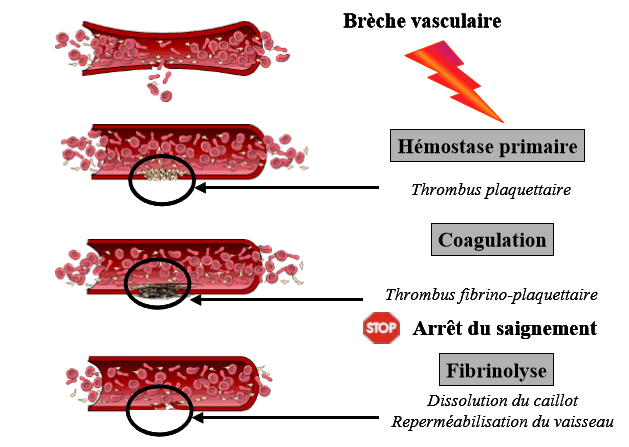 Brèche vasculaire
Hémostase primaire
Thrombus plaquettaire
Coagulation
Thrombus fibrino-plaquettaire
STOP
Arrêt du saignement
Fibrinolyse
Dissolution du caillot
Reperméabilisation du vaisseau